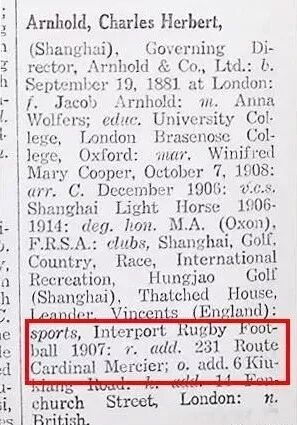 Arnhold, Charles Herbert,
(Shanghai), Governing Di-
rector, Arnhold & Co., Ltd.: b.
September 19, 1881 at London:
f. Jacob Arnhold: m. Anna
Wolfers; educ. University Col-
lege, London Brasenose Col-
lege, Oxford: mar. Winifred
Mary Cooper, October 7, 1908:
arr. C. December 1906: v.c.s.
Shanghai Light Horse 1906-
1914: deg. hon. M.A. (Oxon),
F.R.S.A.: clubs, Shanghai, Golf,
Country, Race, International
Recreation, Hungjao Golf
(Shanghai), Thatched House,
Leander, Vincents (England):
sports, Interport Rugby Foot-
ball 1907: r. add. 231 Route
Cardinal Mercier; o. add. 6 Kiu-
kiang Road: h. add. 14 Fen-
church Street, London: n.
British.